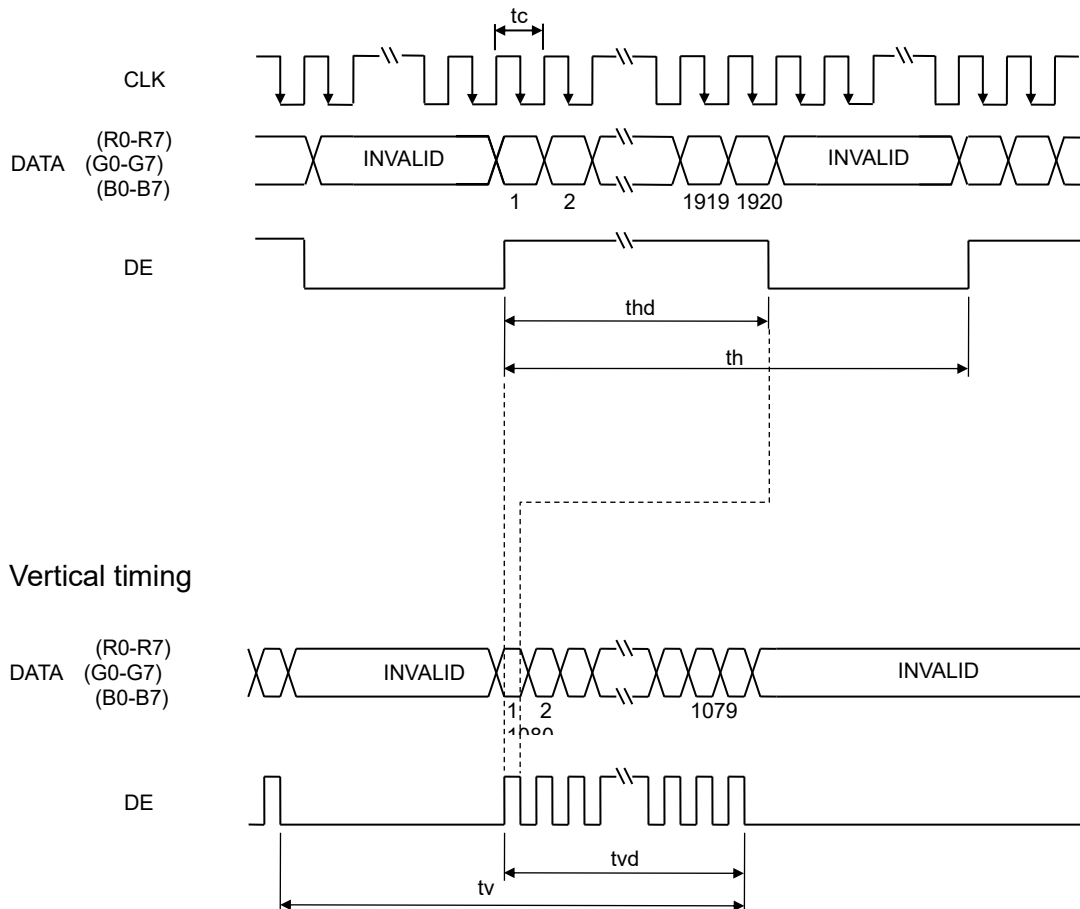 tc
CLK
(R0-R7)
DATA (G0-G7)
(B0-B7)
INVALID
INVALID
1 2 1919 1920
DE
thd
th
Vertical timing
(R0-R7)
DATA (G0-G7)
(B0-B7)
INVALID
INVALID
1 2 1079
1080
DE
tvd
tv